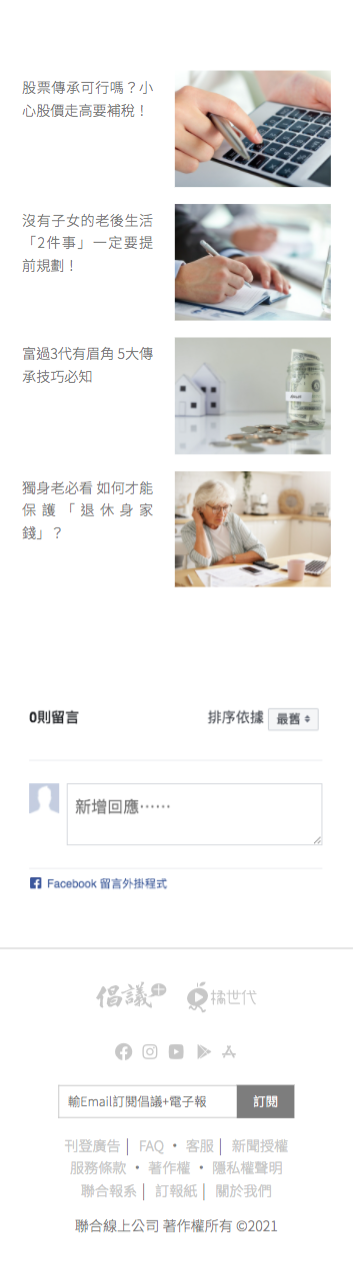 股票傳承可行嗎？小
心股價走高要補稅！
沒有子女的老後生活
「2件事」一定要提
前規劃！
富過3代有眉角 5大傳
承技巧必知
獨身老必看 如何才能
保護「退休身家
錢」？
0則留言
排序依據 最舊
新增回應⋯⋯
Facebook 留言外掛程式
倡議+ 橘世代
輸Email訂閱倡議+電子報 訂閱
刊登廣告│ FAQ ・ 客服│ 新聞授權
服務條款 ・ 著作權 ・ 隱私權聲明
聯合報系│ 訂報紙│ 關於我們
聯合線上公司 著作權所有 ©2021